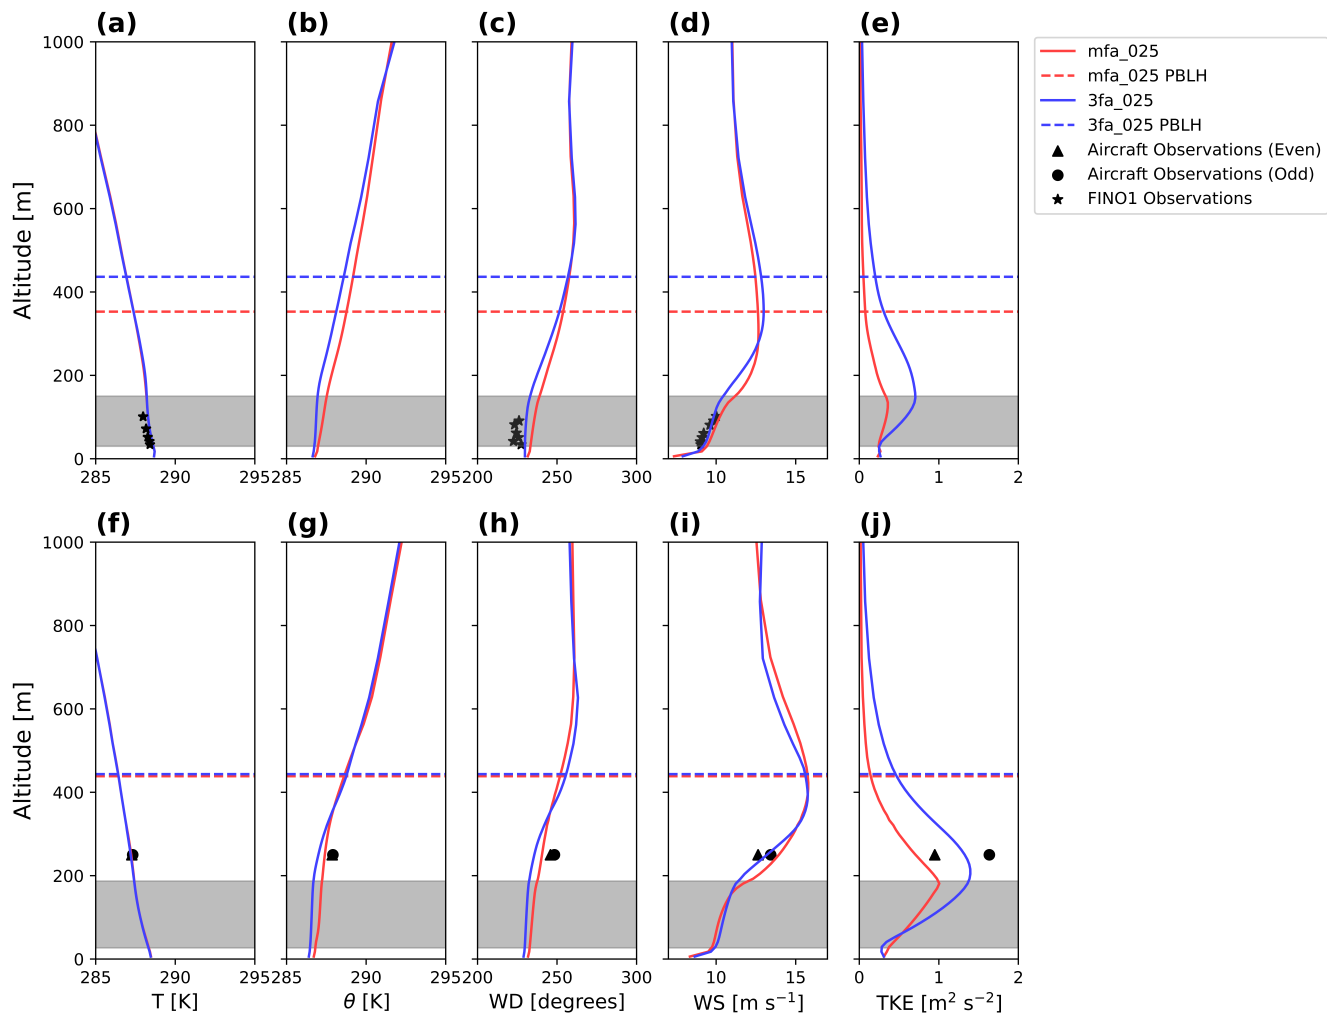 (a) (b) (c) (d) (e)
1000
800
600
400
200
0
Altitude [m]
285 290 295 285 290 295 200 250 300 10 15 0 1 2
mfa_025
mfa_025 PBLH
3fa_025
3fa_025 PBLH
Aircraft Observations (Even)
Aircraft Observations (Odd)
FINO1 Observations
(f) (g) (h) (i) (j)
1000
800
600
400
200
0
Altitude [m]
285 290 295 285 290 295 200 250 300 10 15 0 1 2
T [K] θ [K] WD [degrees] WS [m s⁻¹] TKE [m² s⁻²]